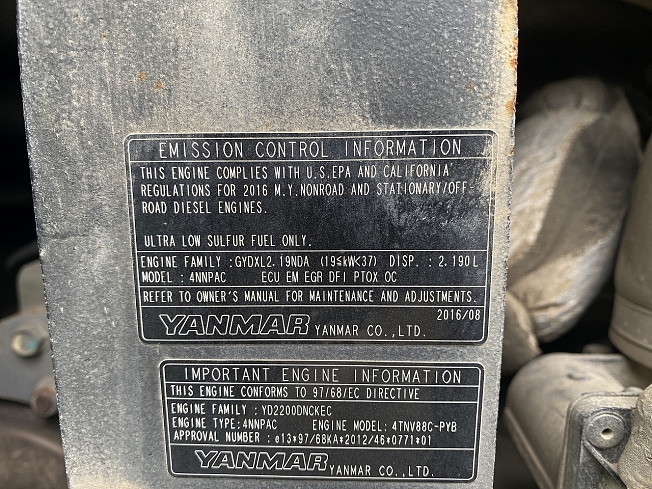 EMISSION CONTROL INFORMATION
THIS ENGINE COMPLIES WITH U.S.EPA AND CALIFORNIA
REGULATIONS FOR 2016 M.Y.NONROAD AND STATIONARY/OFF-
ROAD DIESEL ENGINES.
ULTRA LOW SULFUR FUEL ONLY.
ENGINE FAMILY :GYDXL2.19NDA (19≤kW<37) DISP. : 2.190L
MODEL : 4NNPAC ECU EM EGR DFI PTOX OC
REFER TO OWNER'S MANUAL FOR MAINTENANCE AND ADJUSTMENTS.
2016/08
YANMAR YANMAR CO.,LTD.
IMPORTANT ENGINE INFORMATION
THIS ENGINE CONFORMS TO 97/68/EC DIRECTIVE
ENGINE FAMILY : YD2200DNCKEC
ENGINE TYPE:4NNPAC ENGINE MODEL: 4TNV88C-PYB
APPROVAL NUMBER : e13*97/68KA*2012/46*0771*01
YANMAR YANMAR CO.,LTD.